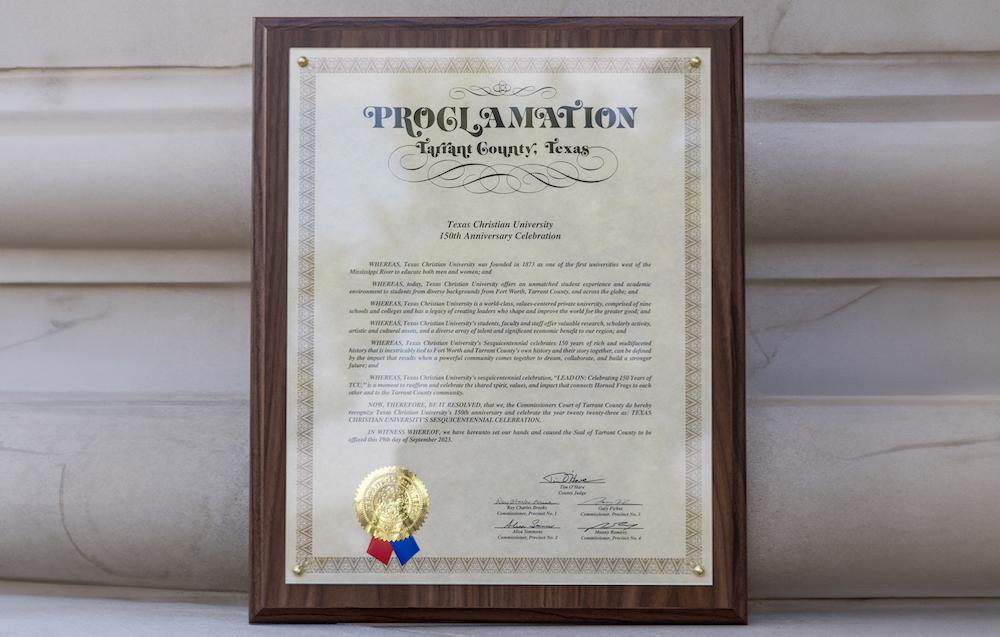 PROCLAMATION
Tarrant County, Texas
Texas Christian University
150th Anniversary Celebration
WHEREAS, Texas Christian University was founded in 1873 as one of the first universities west of the
Mississippi River to educate both men and women; and
WHEREAS, today, Texas Christian University offers an unmatched student experience and academic
environment to students from diverse backgrounds from Fort Worth, Tarrant County, and across the globe; and
WHEREAS, Texas Christian University is a world-class, values-centered private university, comprised of nine
schools and colleges and has a legacy of creating leaders who shape and improve the world for the greater good; and
WHEREAS, Texas Christian University's students, faculty and staff offer valuable research, scholarly activity,
artistic and cultural assets, and a diverse array of talent and significant economic benefit to our region; and
WHEREAS, Texas Christian University's Sesquicentennial celebrates 150 years of rich and multifaceted
history that is inextricably tied to Fort Worth and Tarrant County's own history and their story together, can be defined
by the impact that results when a powerful community comes together to dream, collaborate, and build a stronger
future; and
WHEREAS, Texas Christian University's sesquicentennial celebration, "LEAD ON: Celebrating 150 Years of
TCU," is a moment to reaffirm and celebrate the shared spirit, values, and impact that connects Horned Frogs to each
other and to the Tarrant County community.
NOW, THEREFORE, BE IT RESOLVED, that we, the Commissioners Court of Tarrant County do hereby
recognize Texas Christian University's 150th anniversary and celebrate the year twenty twenty-three as: TEXAS
CHRISTIAN UNIVERSITY'S SESQUICENTENNIAL CELEBRATION.
IN WITNESS WHEREOF, we have hereunto set our hands and caused the Seal of Tarrant County to be
affixed this 19th day of September 2023.
Tim O'Hare
County Judge
Roy Charles Brooks
Commissioner, Precinct No. 1
Gary Fickes
Commissioner, Precinct No. 3
Alisa Simmons
Commissioner, Precinct No. 2
Manny Ramirez
Commissioner, Precinct No. 4